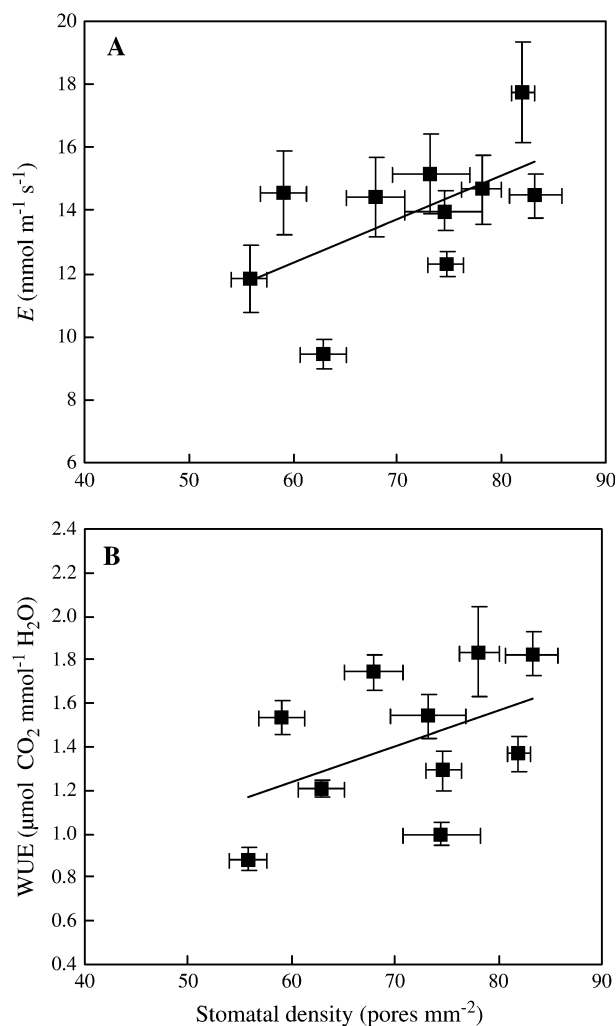 20
A
18
16
14
12
10
8
6
E (mmol m⁻¹ s⁻¹)
40 50 60 70 80 90
2.4
B
2.2
2.0
1.8
1.6
1.4
1.2
1.0
0.8
0.6
0.4
WUE (μmol CO₂ mmol⁻¹ H₂O)
40 50 60 70 80 90
Stomatal density (pores mm⁻²)